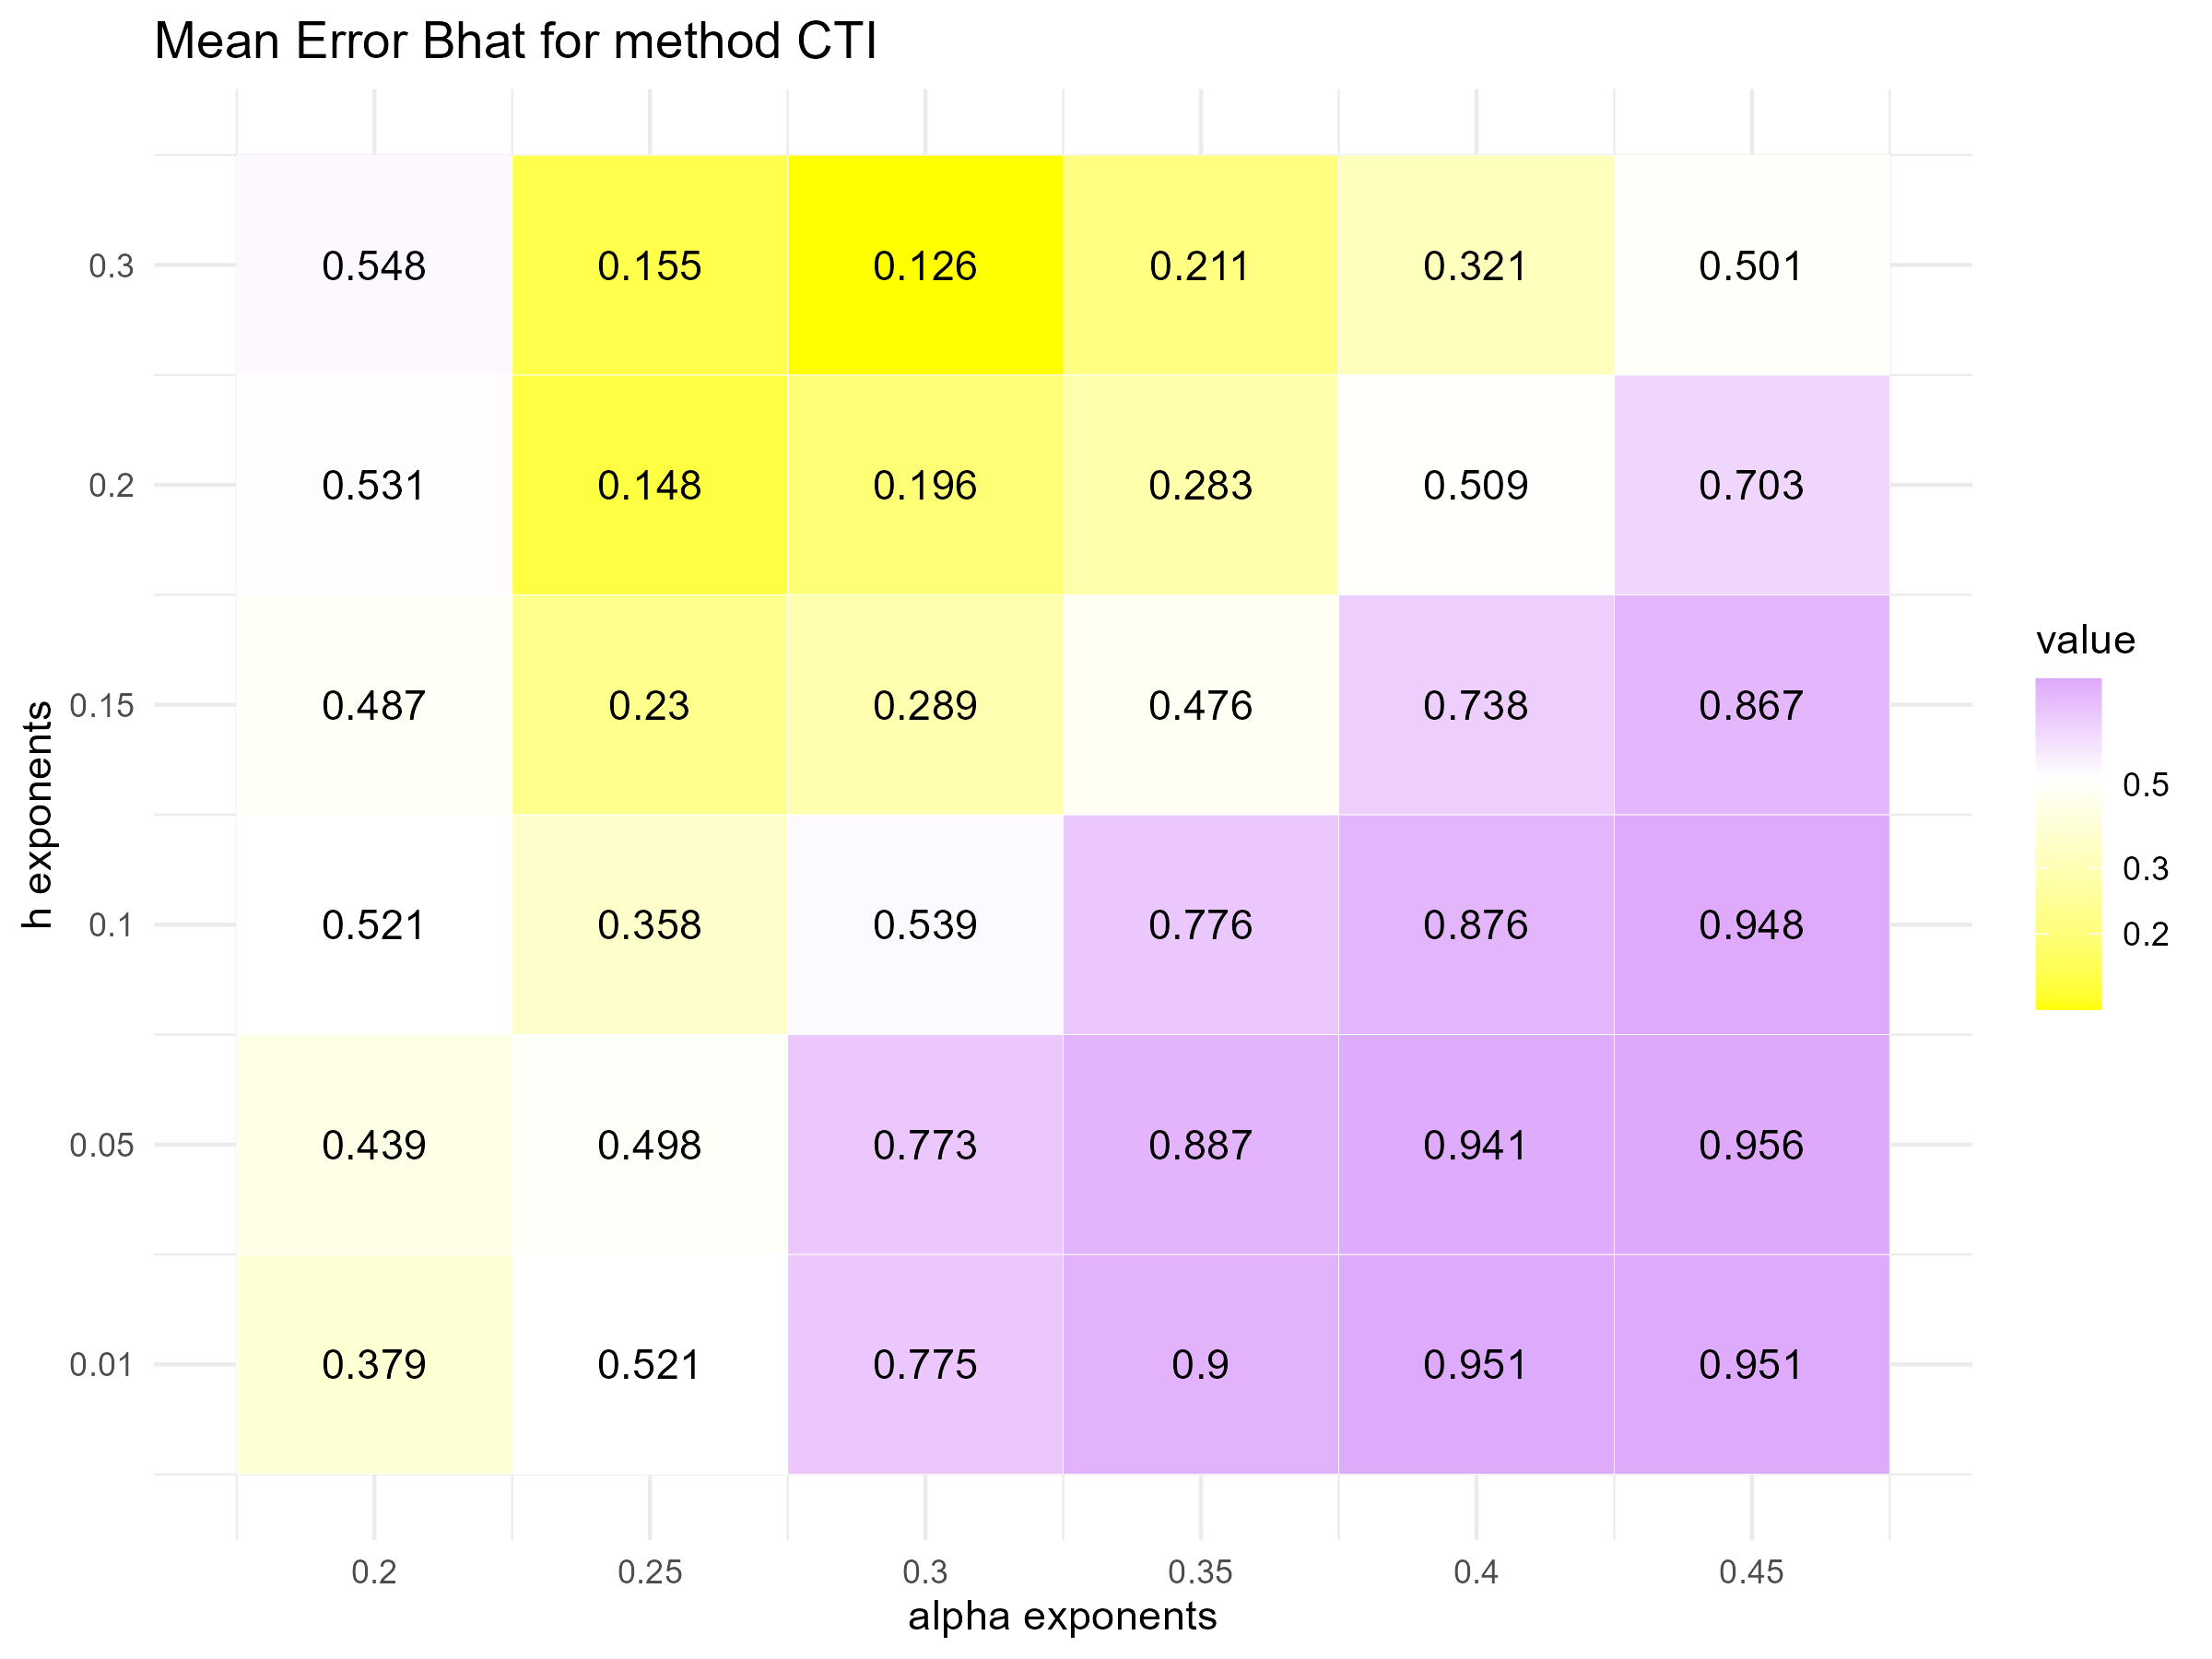 Mean Error Bhat for method CTI
0.3 0.548 0.155 0.126 0.211 0.321 0.501
0.2 0.531 0.148 0.196 0.283 0.509 0.703
0.15 0.487 0.23 0.289 0.476 0.738 0.867
0.1 0.521 0.358 0.539 0.776 0.876 0.948
0.05 0.439 0.498 0.773 0.887 0.941 0.956
0.01 0.379 0.521 0.775 0.9 0.951 0.951
0.2 0.25 0.3 0.35 0.4 0.45
alpha exponents
h exponents
value
0.5
0.3
0.2